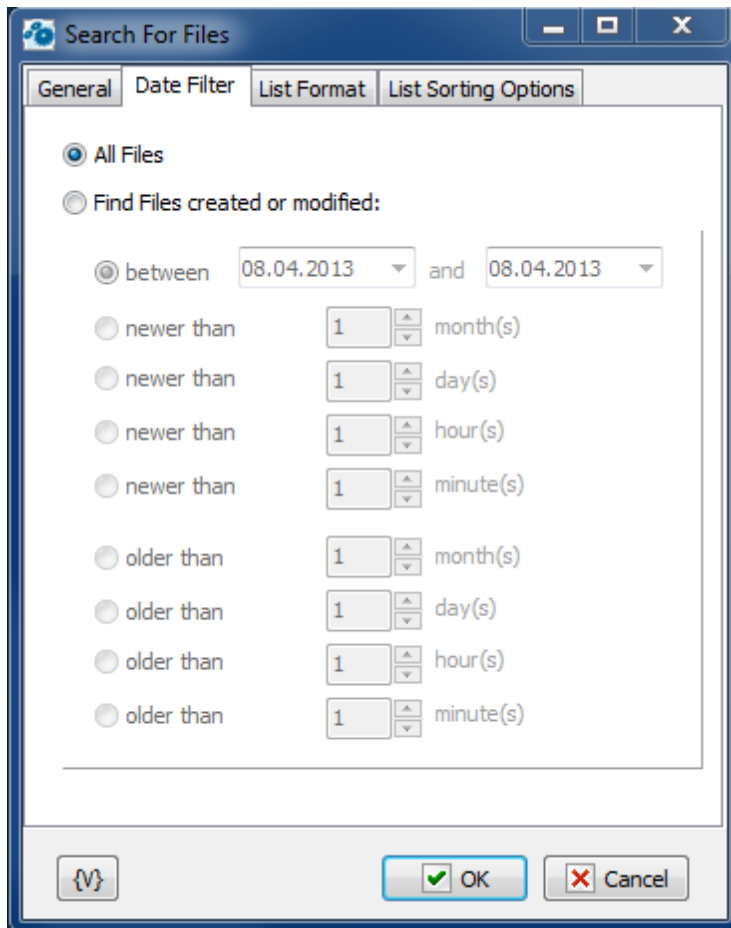 Search For Files
General Date Filter List Format List Sorting Options
All Files
Find Files created or modified:
between 08.04.2013 and 08.04.2013
newer than 1 month(s)
newer than 1 day(s)
newer than 1 hour(s)
newer than 1 minute(s)
older than 1 month(s)
older than 1 day(s)
older than 1 hour(s)
older than 1 minute(s)
{V} OK Cancel